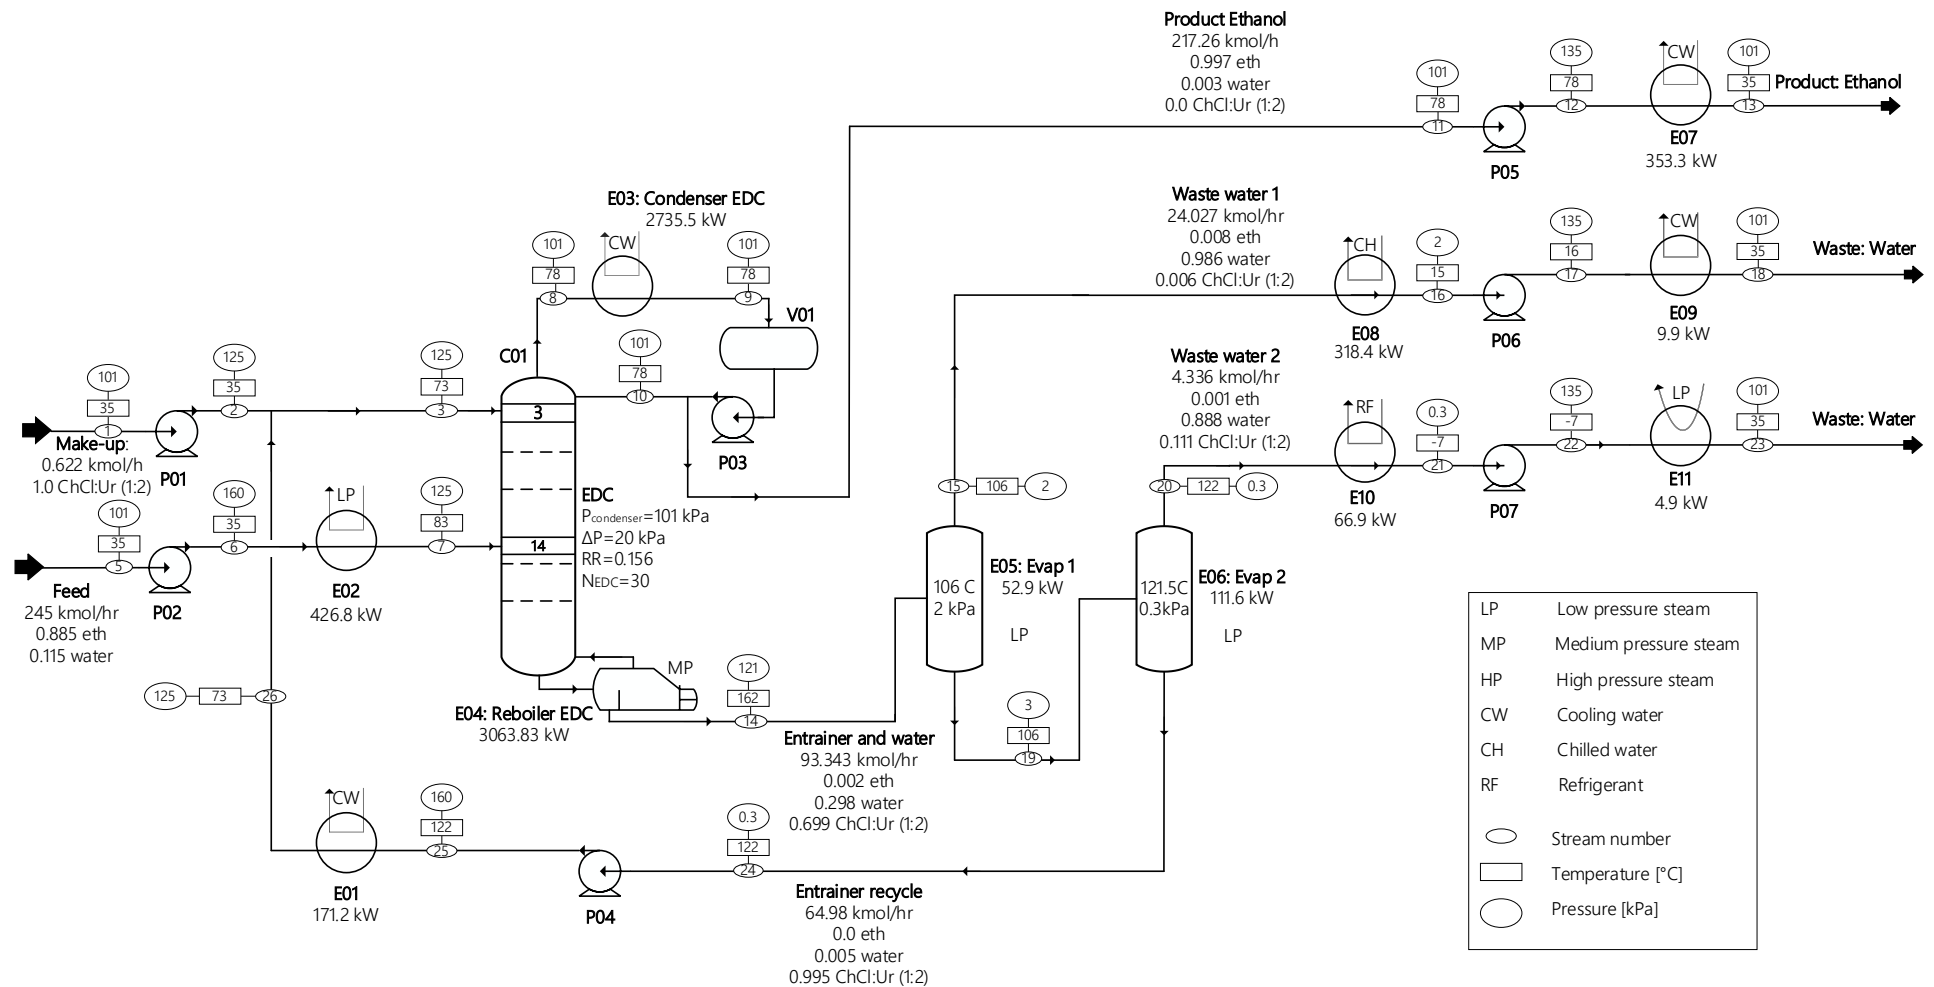 Product Ethanol
217.26 kmol/h
0.997 eth
0.003 water
0.0 ChCl:Ur (1:2)
101
78
11
P05
135
78
12
CW
E07
353.3 kW
101
35
13
Product: Ethanol
E03: Condenser EDC
2735.5 kW
101
78
8
CW
101
78
9
V01
101
78
10
P03
Waste water 1
24.027 kmol/hr
0.008 eth
0.986 water
0.006 ChCl:Ur (1:2)
CH
E08
318.4 kW
2
15
16
P06
135
16
17
CW
E09
9.9 kW
101
35
18
Waste: Water
Waste water 2
4.336 kmol/hr
0.001 eth
0.888 water
0.111 ChCl:Ur (1:2)
RF
E10
66.9 kW
0.3
-7
21
P07
135
-7
22
LP
E11
4.9 kW
101
35
23
Waste: Water
101
35
1
Make-up:
0.622 kmol/h
1.0 ChCl:Ur (1:2)
P01
125
35
2
125
73
3
C01
3
14
101
35
5
Feed
245 kmol/hr
0.885 eth
0.115 water
P02
160
35
6
LP
E02
426.8 kW
125
83
7
EDC
Pcondenser=101 kPa
ΔP=20 kPa
RR=0.156
NEDC=30
MP
E04: Reboiler EDC
3063.83 kW
121
162
14
Entrainer and water
93.343 kmol/hr
0.002 eth
0.298 water
0.699 ChCl:Ur (1:2)
15 106 2
106 C
2 kPa
E05: Evap 1
52.9 kW
LP
3
106
19
20 122 0.3
121.5C
0.3kPa
E06: Evap 2
111.6 kW
LP
125 73 26
CW
E01
171.2 kW
160
122
25
P04
0.3
122
24
Entrainer recycle
64.98 kmol/hr
0.0 eth
0.005 water
0.995 ChCl:Ur (1:2)
LP Low pressure steam
MP Medium pressure steam
HP High pressure steam
CW Cooling water
CH Chilled water
RF Refrigerant
Stream number
Temperature [°C]
Pressure [kPa]